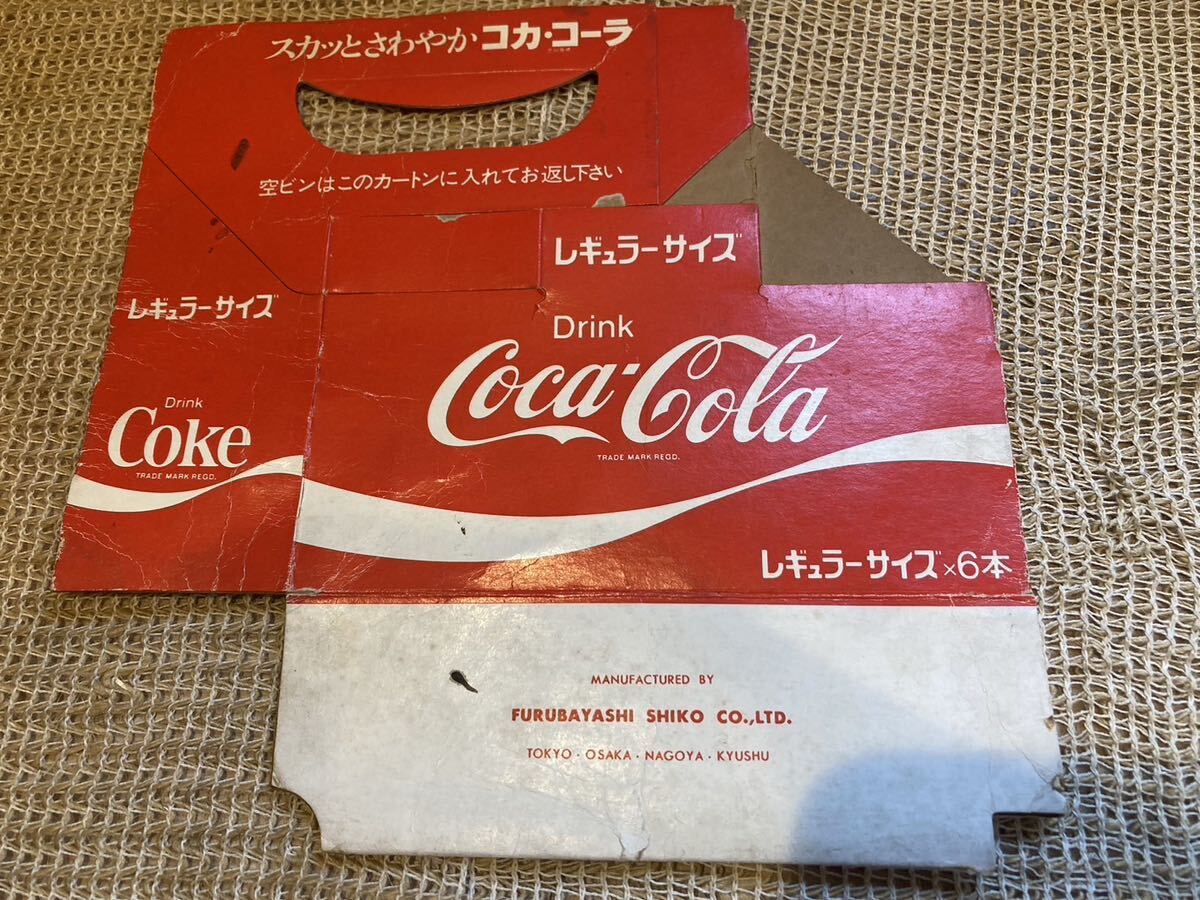 スカッとさわやか コカ・コーラ
空ビンはこのカートンに入れてお返し下さい
レギュラーサイズ
レギュラーサイズ
Drink
Coca-Cola
TRADE MARK REGD.
Drink
Coke
TRADE MARK REGD.
レギュラーサイズ×6本
MANUFACTURED BY
FURUBAYASHI SHIKO CO.,LTD.
TOKYO · OSAKA · NAGOYA · KYUSHU